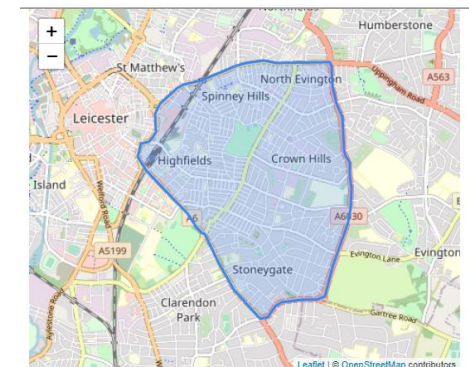 Humberstone
+
−
A563
St Matthew's
North Evington
Uppingham Road
Spinney Hills
Leicester
Highfields
Crown Hills
Island
Welford Road
A6
A6030
A5199
Evington Lane
Evington
Stoneygate
Clarendon
Park
Aylestone Road
Gartree Road
Leaflet | © OpenStreetMap contributors